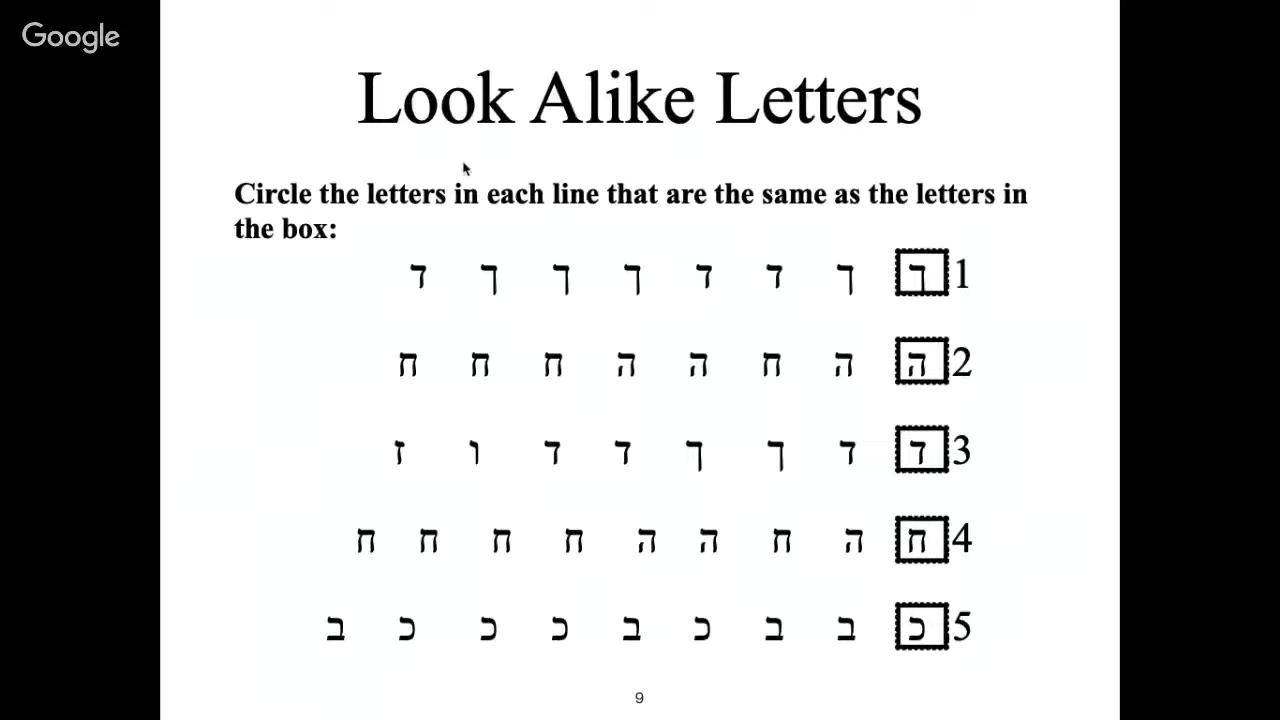 Google
Look Alike Letters
Circle the letters in each line that are the same as the letters in
the box:
1 ך ך ד ד ך ך ך ד
2 ה ה ח ה ה ח ח ח
3 ד ד ך ך ד ד ו ז
4 ח ה ח ה ה ח ח ח ח
5 כ ב ב כ ב כ כ כ ב
9